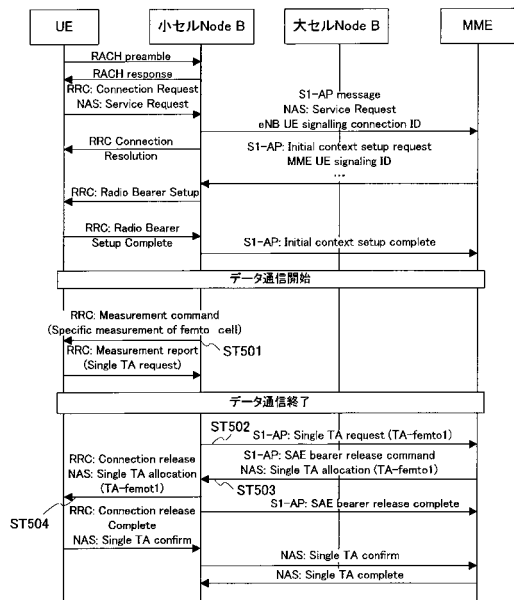 UE
小セルNode B
大セルNode B
MME
RACH preamble
RACH response
RRC: Connection Request
NAS: Service Request
S1-AP message
NAS: Service Request
eNB UE signalling connection ID
RRC Connection
Resolution
S1-AP: Initial context setup request
MME UE signaling ID
...
RRC: Radio Bearer Setup
RRC: Radio Bearer
Setup Complete
S1-AP: Initial context setup complete
データ通信開始
RRC: Measurement command
(Specific measurement of femto cell)
ST501
RRC: Measurement report
(Single TA request)
データ通信終了
ST502
S1-AP: Single TA request (TA-femto1)
RRC: Connection release
NAS: Single TA allocation
(TA-femot1)
S1-AP: SAE bearer release command
NAS: Single TA allocation (TA-femto1)
ST503
ST504
RRC: Connection release
Complete
NAS: Single TA confirm
S1-AP: SAE bearer release complete
NAS: Single TA confirm
NAS: Single TA complete